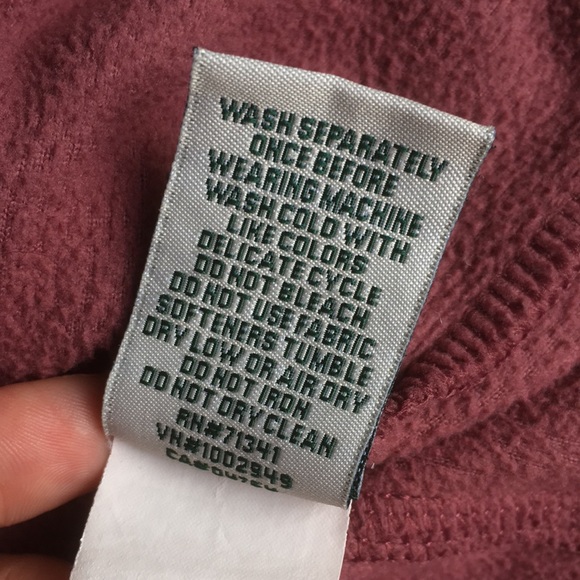 WASH SEPARATELY
ONCE BEFORE
WEARING MACHINE
WASH COLD WITH
LIKE COLORS
DELICATE CYCLE
DO NOT BLEACH
DO NOT USE FABRIC
SOFTENERS TUMBLE
DRY LOW OR AIR DRY
DO NOT IRON
DO NOT DRY CLEAN
RN#71341
VN#1002949